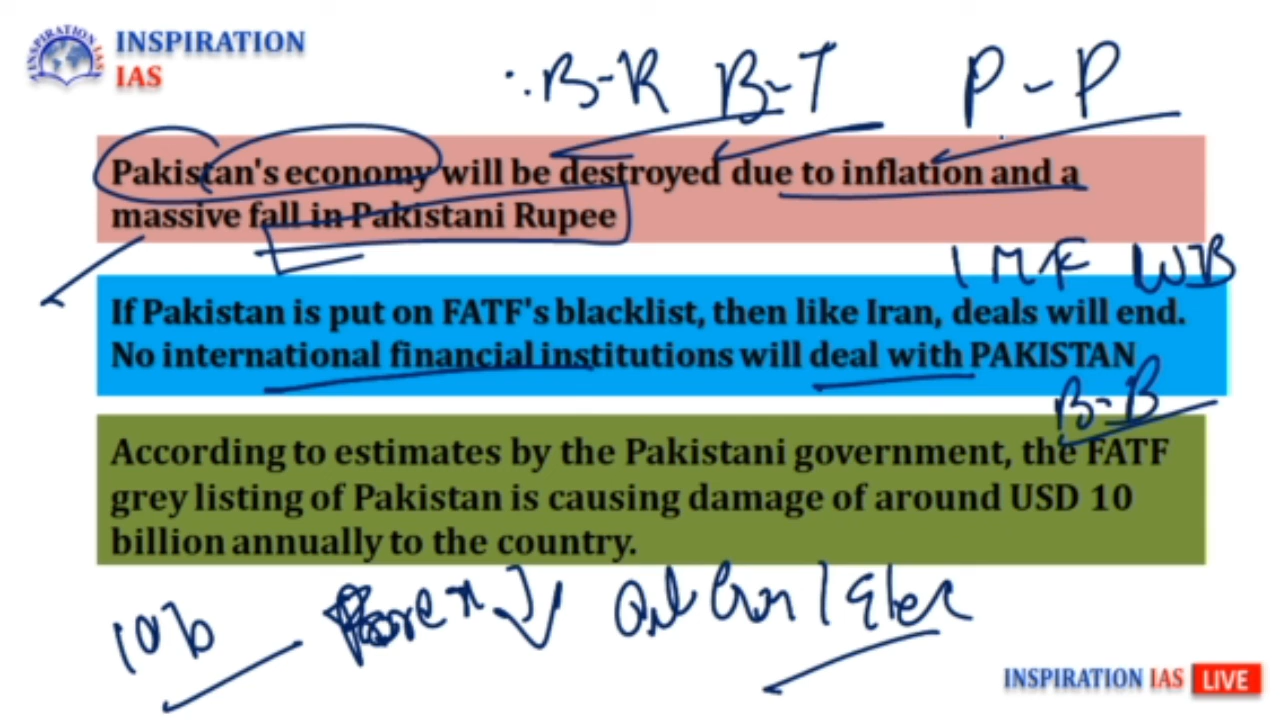 INSPIRATION
IAS
INSPIRATION IAS
∴ B-R B-T P-P
Pakistan's economy will be destroyed due to inflation and a
massive fall in Pakistani Rupee
IMF WB
If Pakistan is put on FATF's blacklist, then like Iran, deals will end.
No international financial institutions will deal with PAKISTAN
B-B
According to estimates by the Pakistani government, the FATF
grey listing of Pakistan is causing damage of around USD 10
billion annually to the country.
10b Forex ↓
INSPIRATION IAS LIVE